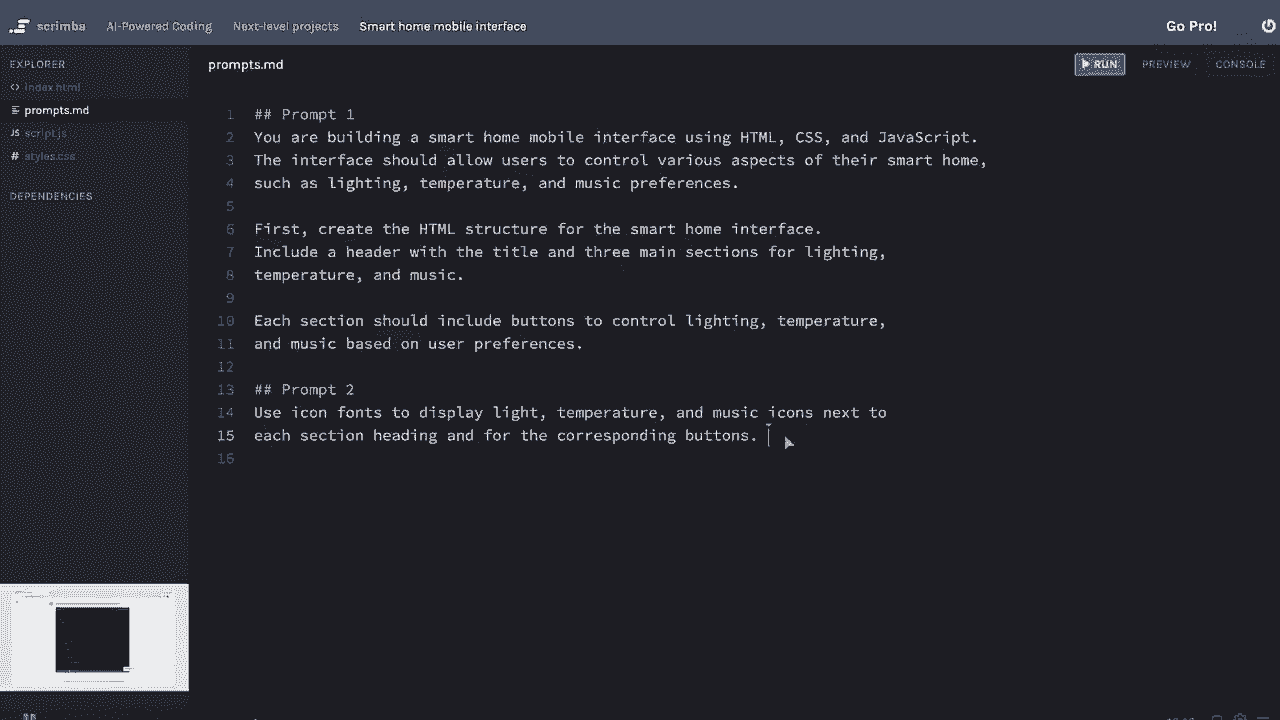 scrimba AI-Powered Coding Next-level projects Smart home mobile interface Go Pro!
EXPLORER
index.html
prompts.md
script.js
styles.css
DEPENDENCIES
prompts.md
RUN PREVIEW CONSOLE
1 ## Prompt 1
2 You are building a smart home mobile interface using HTML, CSS, and JavaScript.
3 The interface should allow users to control various aspects of their smart home,
4 such as lighting, temperature, and music preferences.
5
6 First, create the HTML structure for the smart home interface.
7 Include a header with the title and three main sections for lighting,
8 temperature, and music.
9
10 Each section should include buttons to control lighting, temperature,
11 and music based on user preferences.
12
13 ## Prompt 2
14 Use icon fonts to display light, temperature, and music icons next to
15 each section heading and for the corresponding buttons.
16